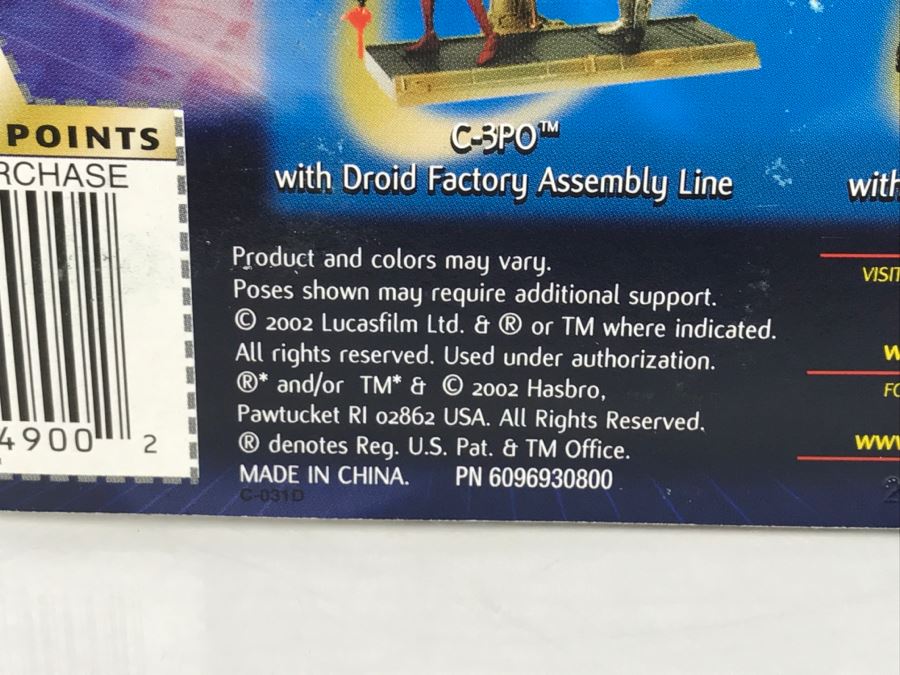 POINTS
RCHASE
4900 2
C-3PO™
with Droid Factory Assembly Line
with
Product and colors may vary.
Poses shown may require additional support.
© 2002 Lucasfilm Ltd. & ® or TM where indicated.
All rights reserved. Used under authorization.
®* and/or TM* & © 2002 Hasbro,
Pawtucket RI 02862 USA. All Rights Reserved.
® denotes Reg. U.S. Pat. & TM Office.
MADE IN CHINA. PN 6096930800
C-031D
VISIT
W
FO
WWW
2